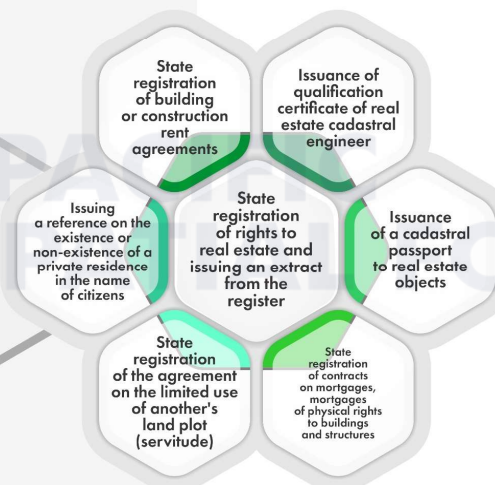 State
registration
of building
or construction
rent
agreements
Issuance of
qualification
certificate of real
estate cadastral
engineer
Issuing
a reference on the
existence or
non-existence of a
private residence
in the name
of citizens
State
registration
of rights to
real estate and
issuing an extract
from the
register
Issuance
of a cadastral
passport
to real estate
objects
State
registration
of the agreement
on the limited use
of another's
land plot
(servitude)
State
registration
of contracts
on mortgages,
mortgages
of physical rights
to buildings
and structures